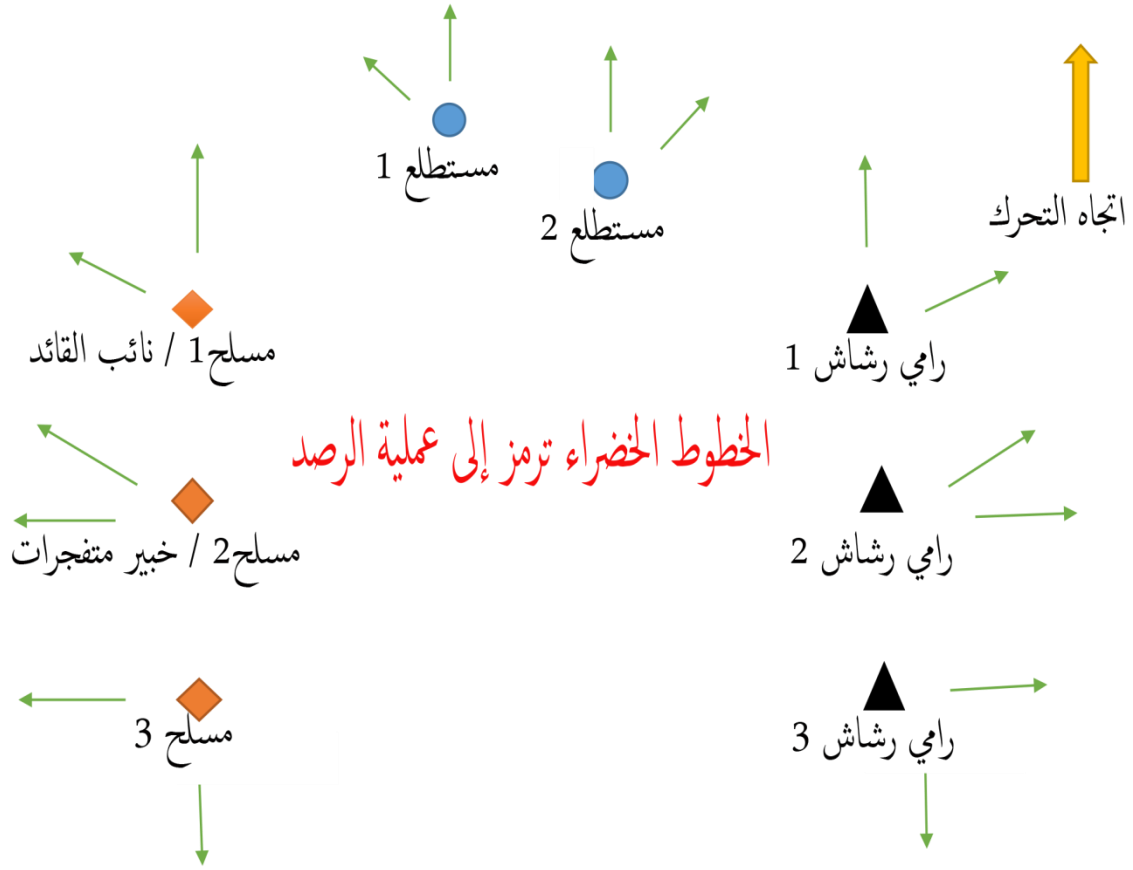 مستطلع 1
مستطلع 2
اتجاه التحرك
رامي رشاش 1
مسلح1 / نائب القائد
الخطوط الخضراء ترمز إلى عملية الرصد
رامي رشاش 2
مسلح2 / خبير متفجرات
رامي رشاش 3
مسلح 3